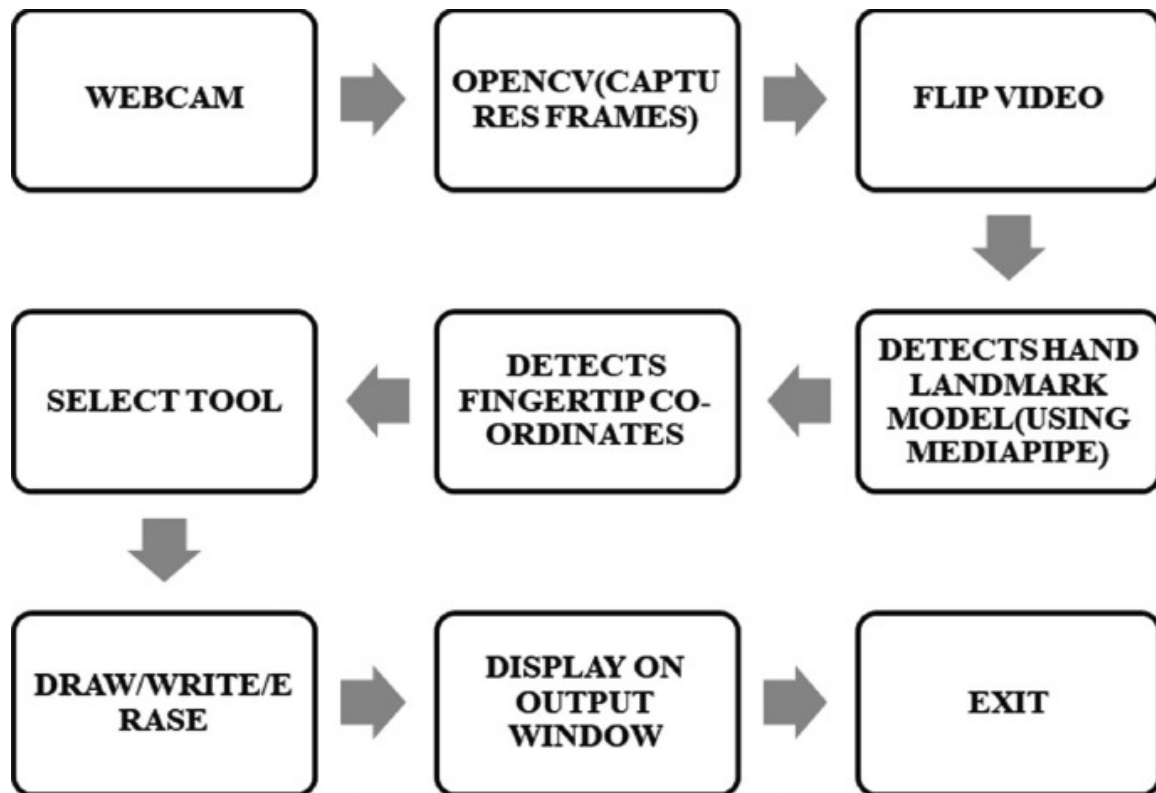 WEBCAM
OPENCV(CAPTU
RES FRAMES)
FLIP VIDEO
DETECTS HAND
LANDMARK
MODEL(USING
MEDIAPIPE)
DETECTS
FINGERTIP CO-
ORDINATES
SELECT TOOL
DRAW/WRITE/E
RASE
DISPLAY ON
OUTPUT
WINDOW
EXIT